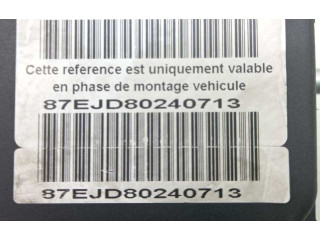 Cette reference est uniquement valable
en phase de montage vehicule
87EJD80240713
87EJD80240713